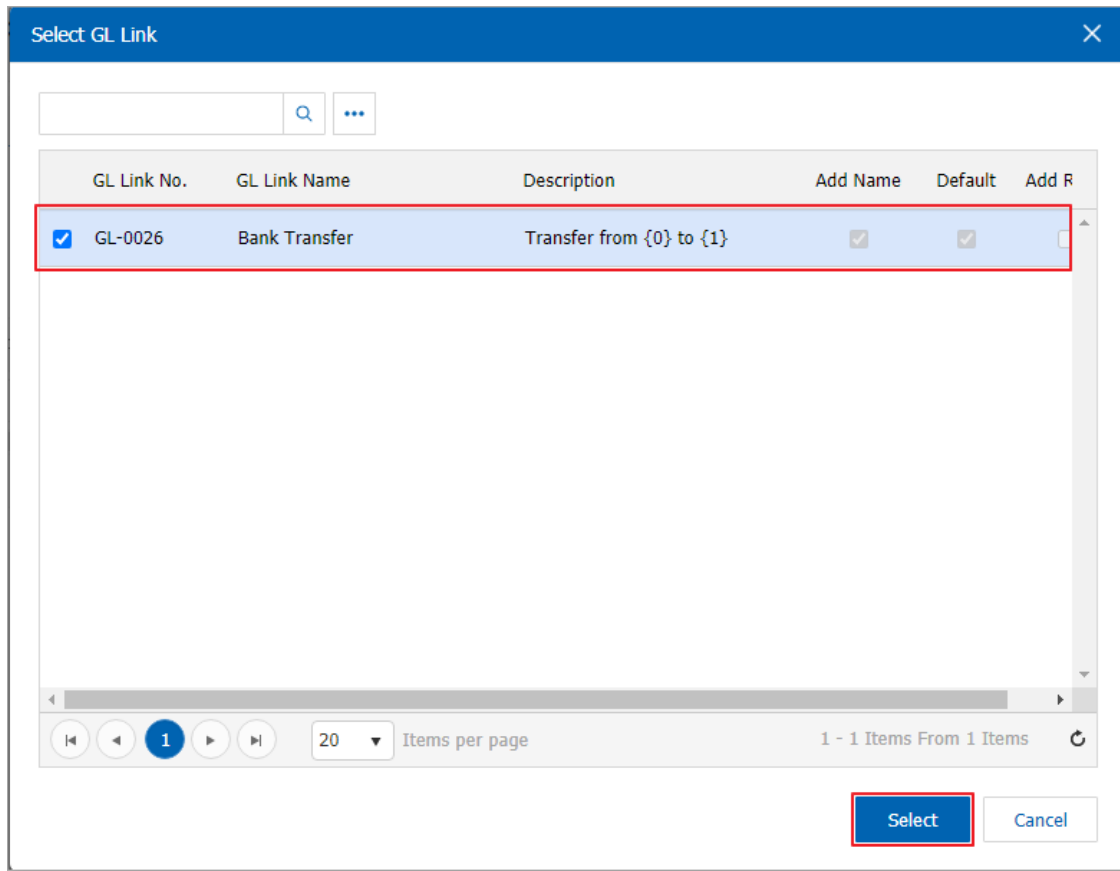 Select GL Link
GL Link No. GL Link Name Description Add Name Default Add R
GL-0026 Bank Transfer Transfer from {0} to {1}
1 20 Items per page 1 - 1 Items From 1 Items
Select Cancel